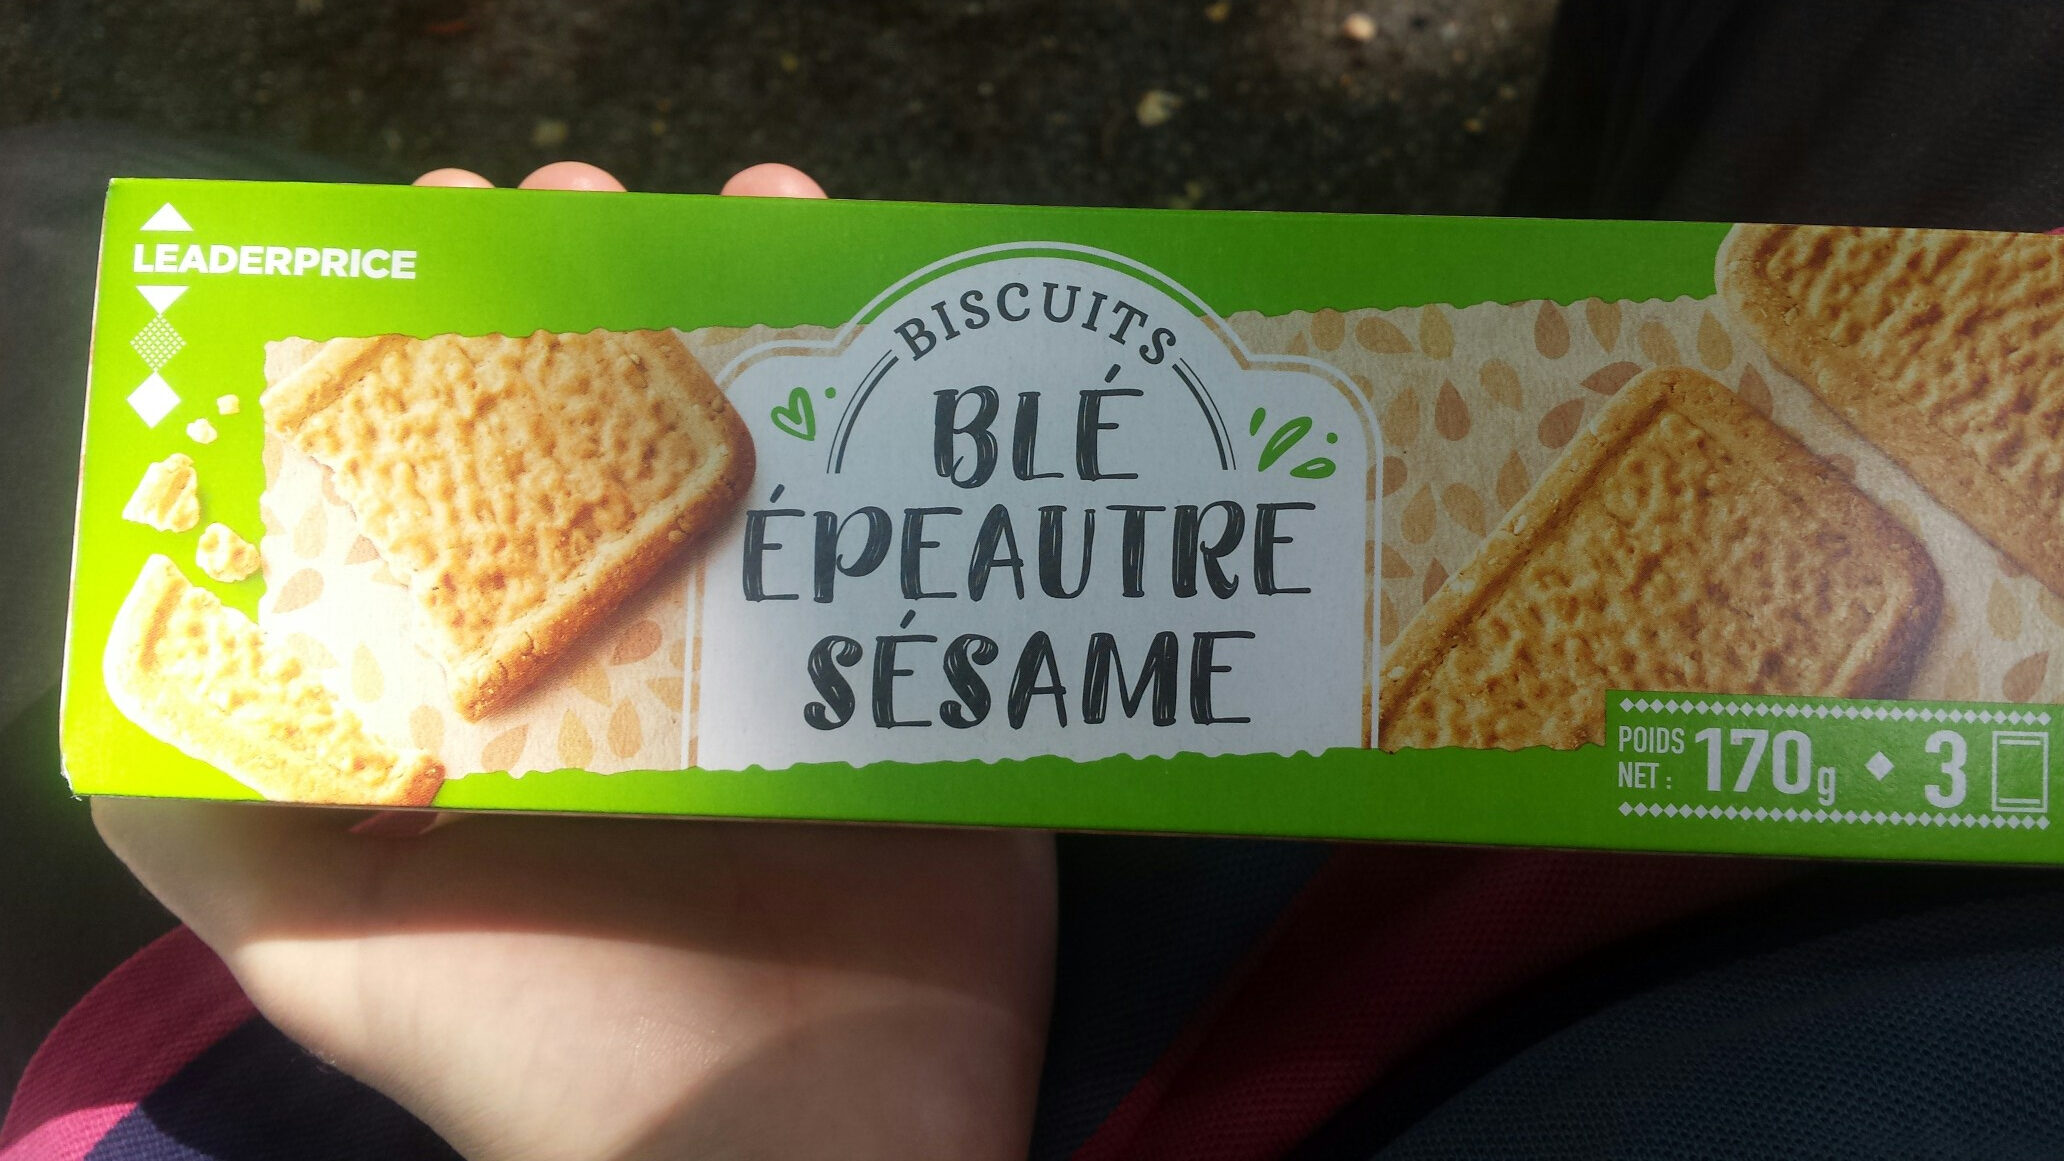 LEADERPRICE
BISCUITS
BLÉ
ÉPEAUTRE
SÉSAME
POIDS
NET : 170g ◆ 3